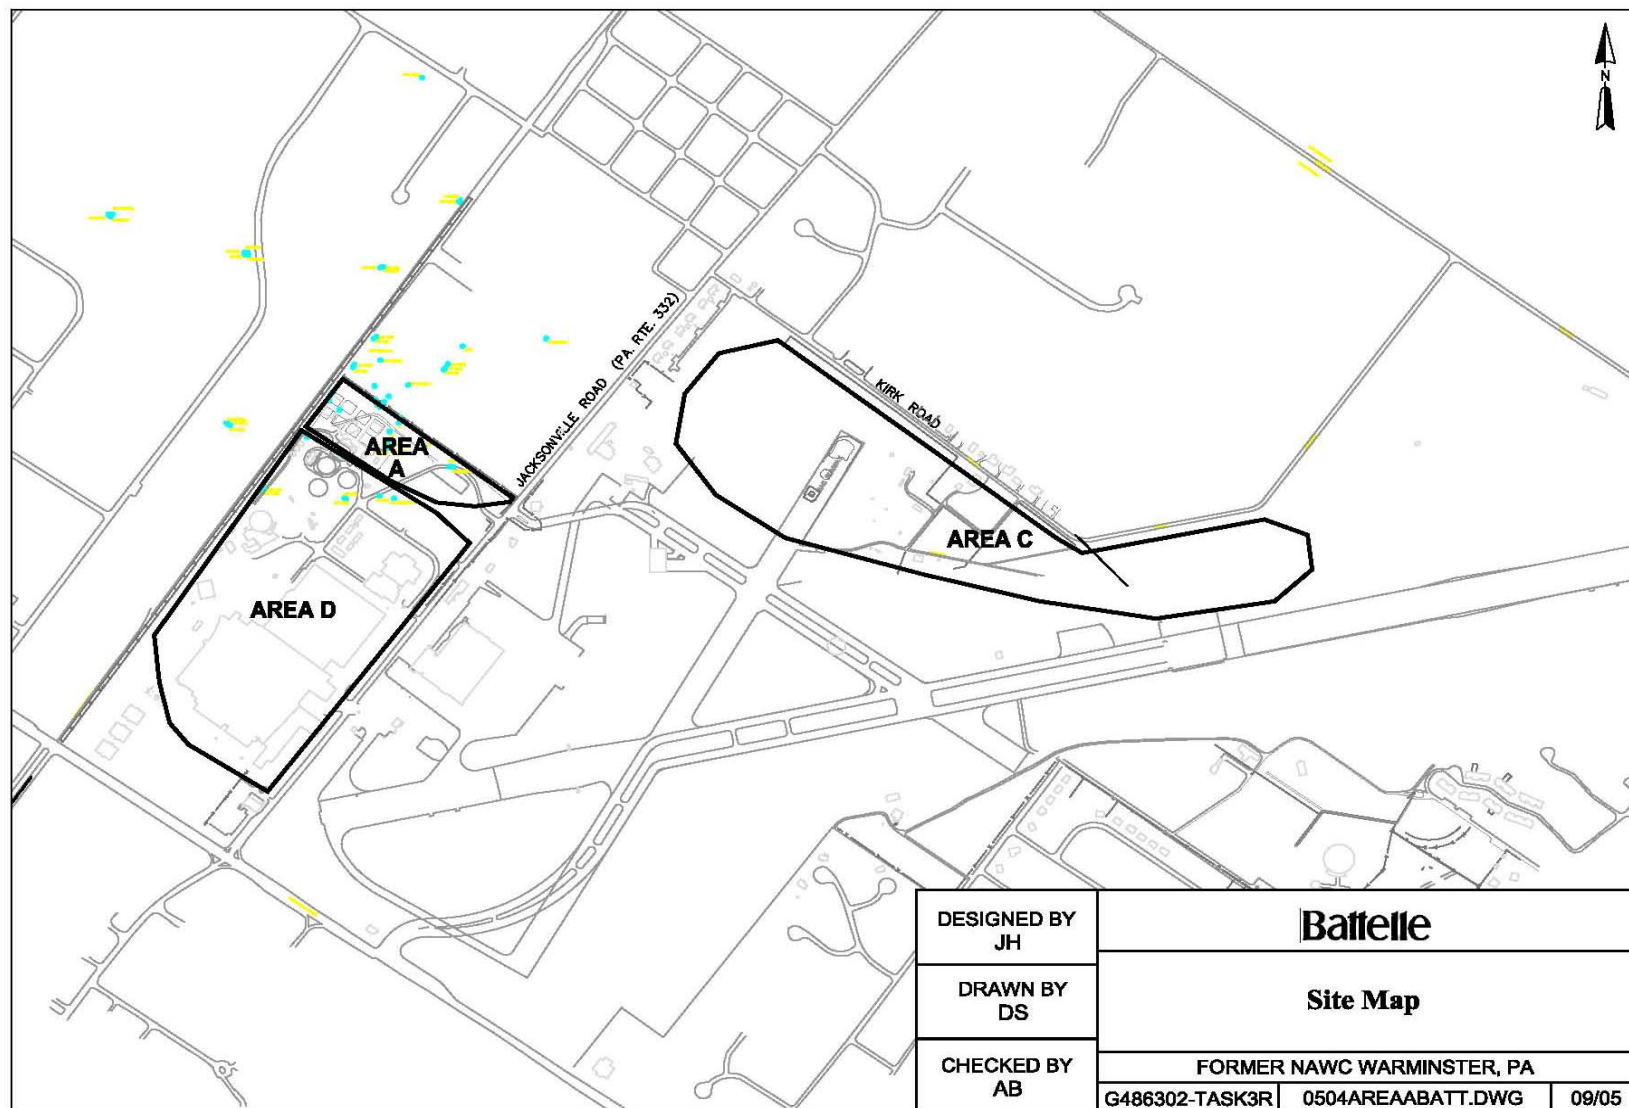 N
JACKSONVILLE ROAD (PA. RTE. 332)
KIRK ROAD
AREA
A
AREA C
AREA D
DESIGNED BY
JH
Battelle
DRAWN BY
DS
Site Map
CHECKED BY
AB
FORMER NAWC WARMINSTER, PA
G486302-TASK3R
0504AREAABATT.DWG
09/05